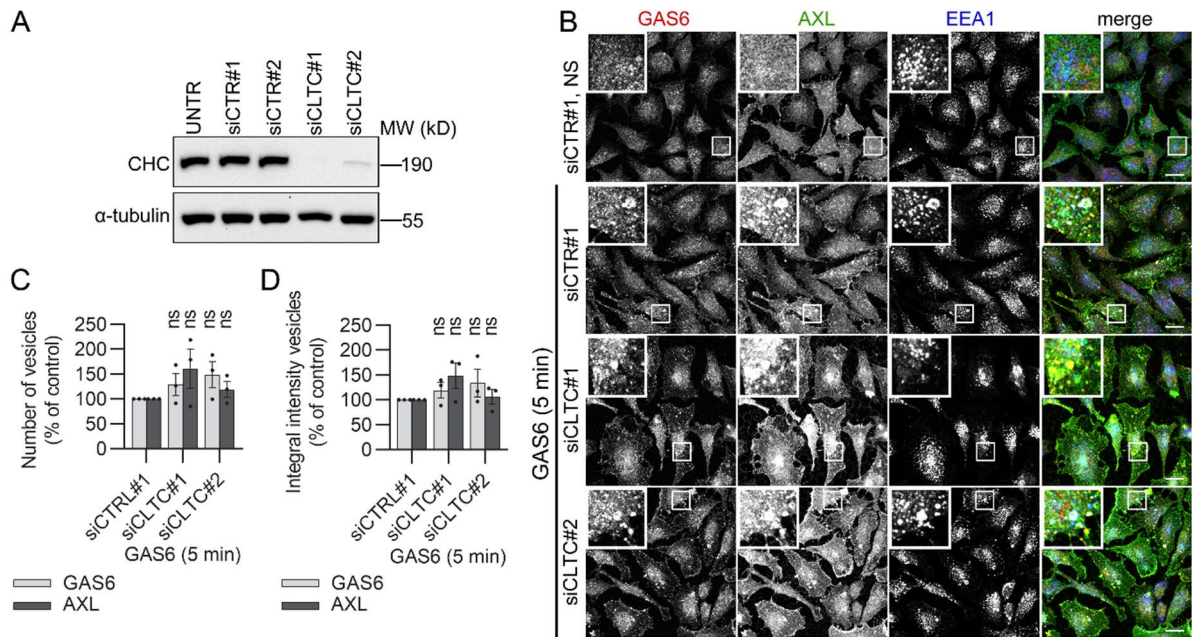 A
UNTR
siCTR#1
siCTR#2
siCLTC#1
siCLTC#2
MW (kD)
CHC
190
α-tubulin
55
B
GAS6 AXL EEA1 merge
siCTR#1, NS
GAS6 (5 min)
siCTR#1
siCLTC#1
siCLTC#2
C
Number of vesicles
(% of control)
250
200
150
100
50
0
ns ns ns ns
siCTRL#1
siCLTC#1
siCLTC#2
GAS6 (5 min)
GAS6
AXL
D
Integral intensity vesicles
(% of control)
250
200
150
100
50
0
ns ns ns ns
siCTRL#1
siCLTC#1
siCLTC#2
GAS6 (5 min)
GAS6
AXL